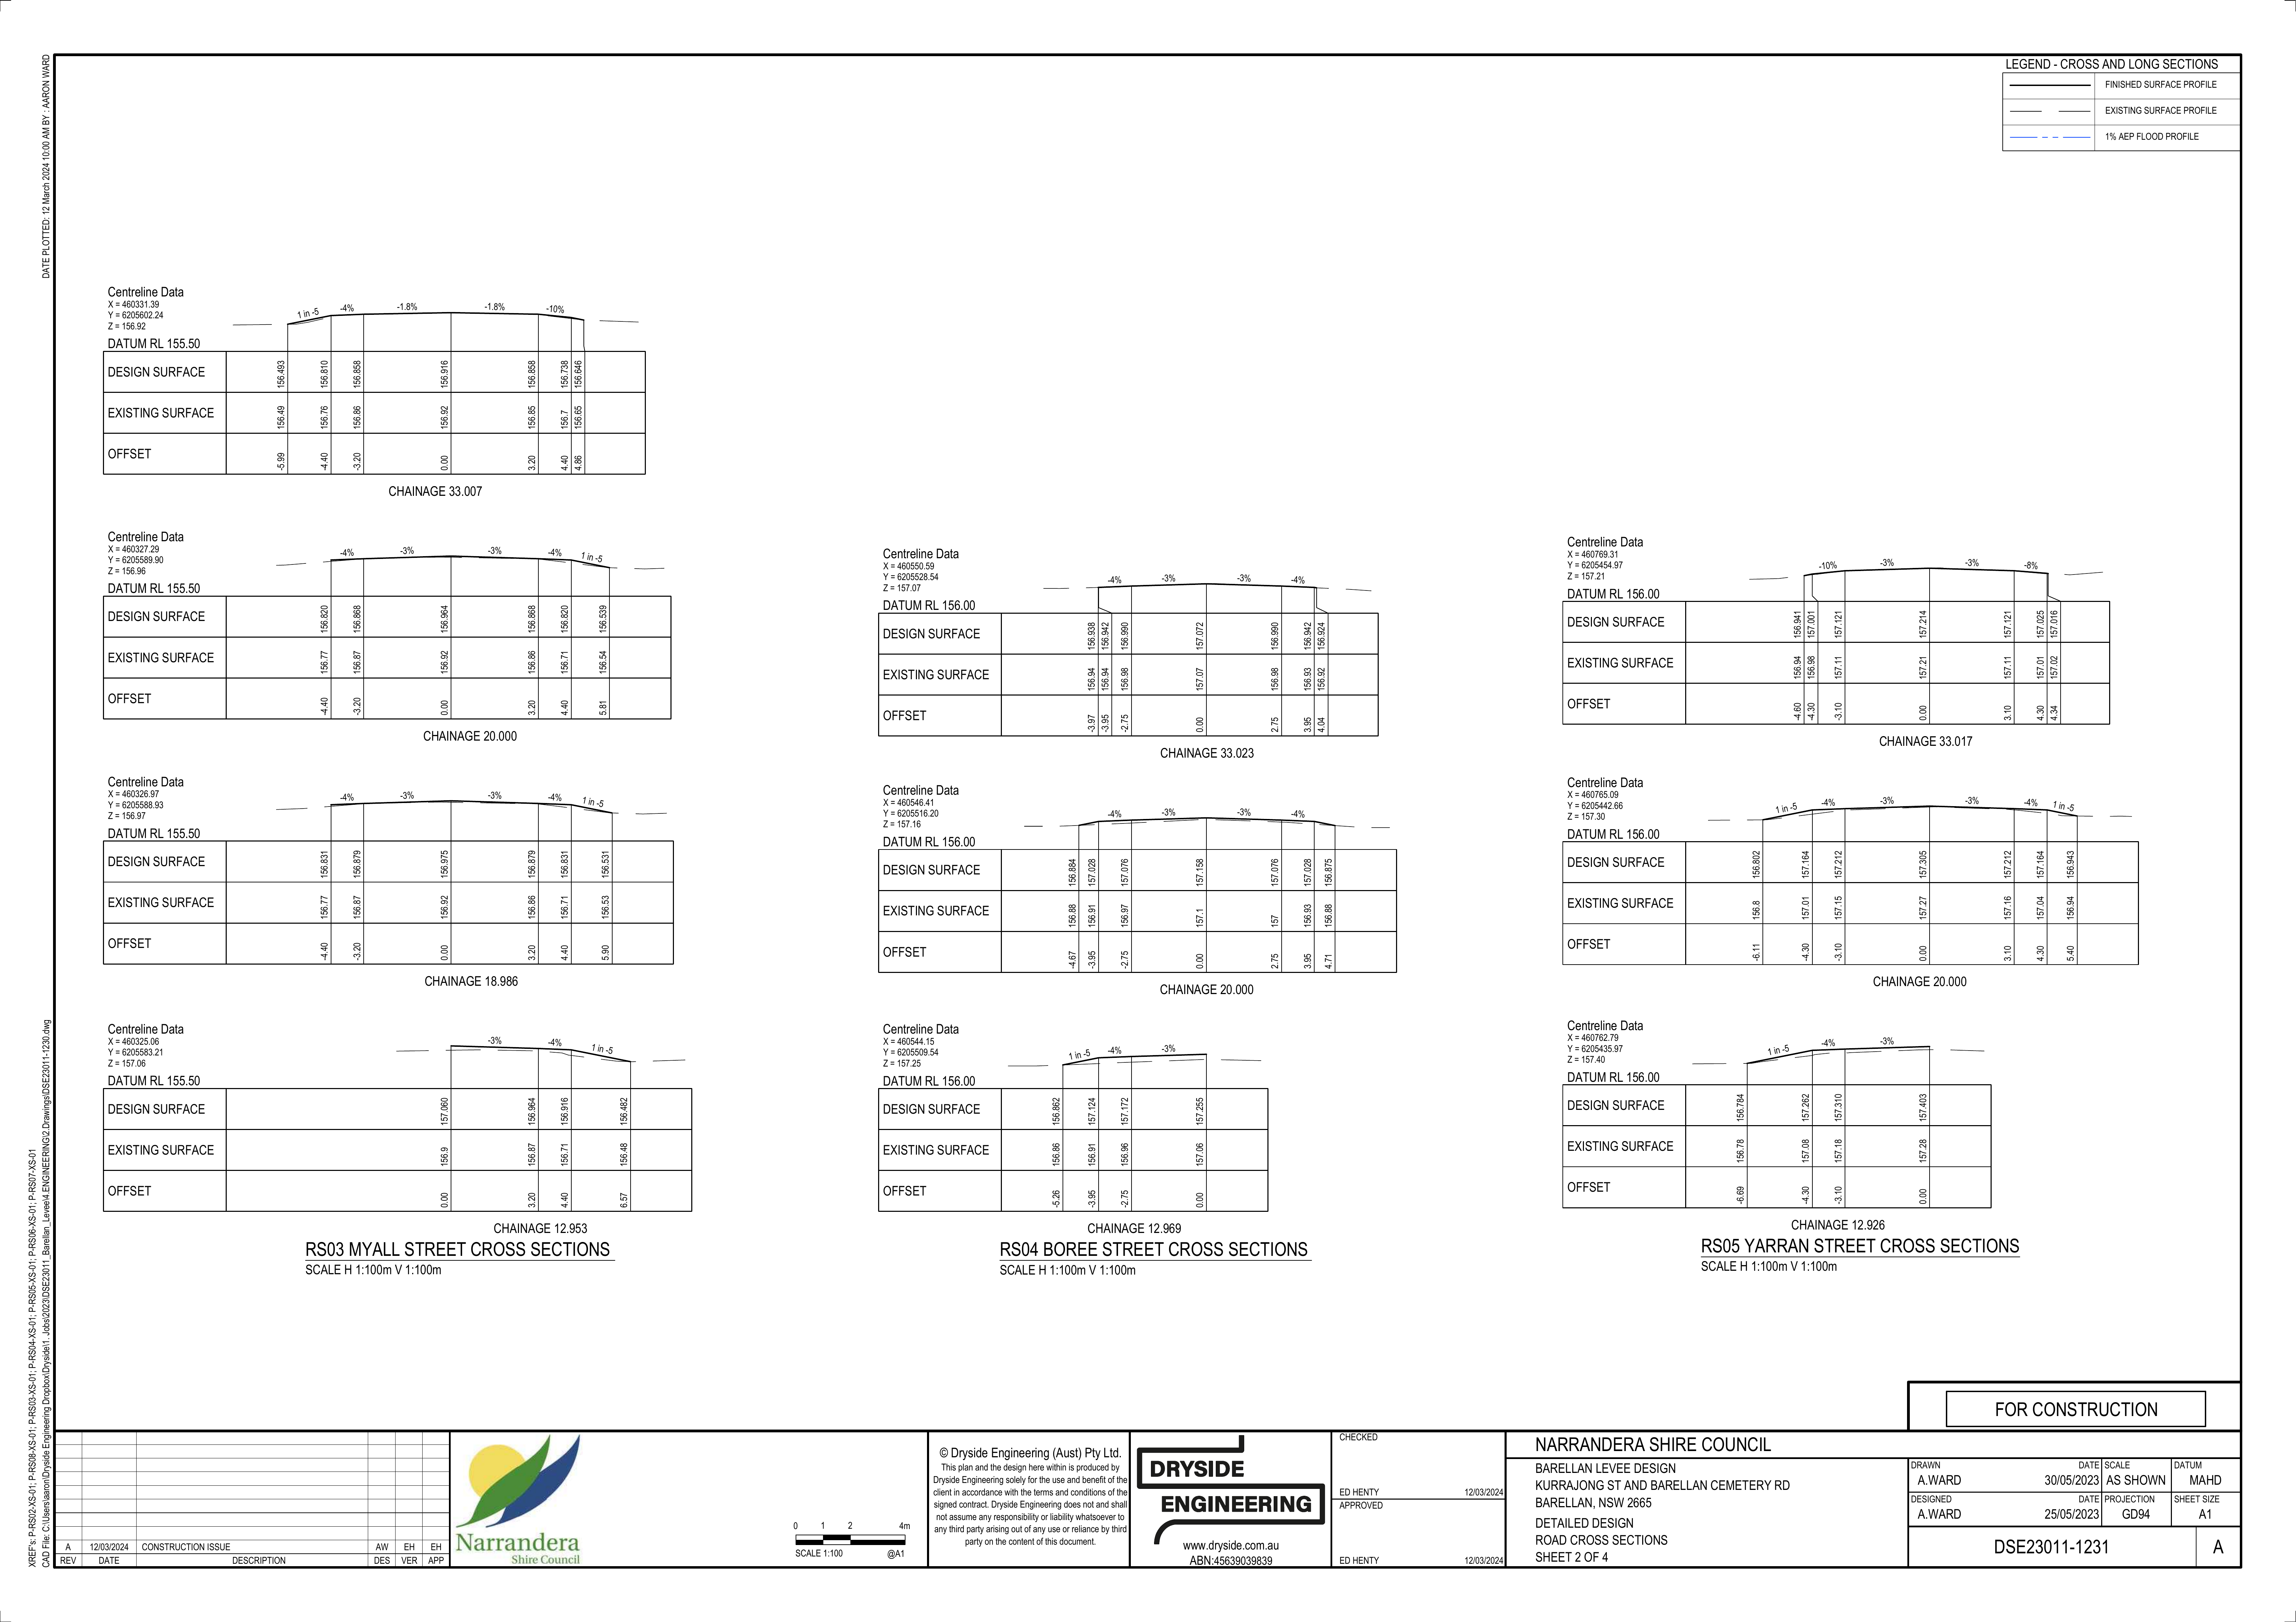 LEGEND - CROSS AND LONG SECTIONS
FINISHED SURFACE PROFILE
EXISTING SURFACE PROFILE
1% AEP FLOOD PROFILE
DATE PLOTTED: 12 March 2024 10:00 AM BY : AARON WARD
Centreline Data
X = 460331.39
Y = 6205602.24
Z = 156.92
DATUM RL 155.50
1 in -5 -4% -1.8% -1.8% -10%
DESIGN SURFACE 156.493 156.810 156.858 156.916 156.858 156.738 156.646
EXISTING SURFACE 156.49 156.76 156.86 156.92 156.85 156.7 156.65
OFFSET -5.99 -4.40 -3.20 0.00 3.20 4.40 4.86
CHAINAGE 33.007
Centreline Data
X = 460327.29
Y = 6205589.90
Z = 156.96
DATUM RL 155.50
-4% -3% -3% -4% 1 in -5
DESIGN SURFACE 156.820 156.868 156.964 156.868 156.820 156.539
EXISTING SURFACE 156.77 156.87 156.92 156.86 156.71 156.54
OFFSET -4.40 -3.20 0.00 3.20 4.40 5.81
CHAINAGE 20.000
Centreline Data
X = 460326.97
Y = 6205588.93
Z = 156.97
DATUM RL 155.50
-4% -3% -3% -4% 1 in -5
DESIGN SURFACE 156.831 156.879 156.975 156.879 156.831 156.531
EXISTING SURFACE 156.77 156.87 156.92 156.86 156.71 156.53
OFFSET -4.40 -3.20 0.00 3.20 4.40 5.90
CHAINAGE 18.986
Centreline Data
X = 460325.06
Y = 6205583.21
Z = 157.06
DATUM RL 155.50
-3% -4% 1 in -5
DESIGN SURFACE 157.060 156.964 156.916 156.482
EXISTING SURFACE 156.9 156.87 156.71 156.48
OFFSET 0.00 3.20 4.40 6.57
CHAINAGE 12.953
RS03 MYALL STREET CROSS SECTIONS
SCALE H 1:100m V 1:100m
Centreline Data
X = 460550.59
Y = 6205528.54
Z = 157.07
DATUM RL 156.00
-4% -3% -3% -4%
DESIGN SURFACE 156.938 156.942 156.990 157.072 156.990 156.942 156.924
EXISTING SURFACE 156.94 156.94 156.98 157.07 156.98 156.93 156.92
OFFSET -3.97 -3.95 -2.75 0.00 2.75 3.95 4.04
CHAINAGE 33.023
Centreline Data
X = 460546.41
Y = 6205516.20
Z = 157.16
DATUM RL 156.00
-4% -3% -3% -4%
DESIGN SURFACE 156.884 157.028 157.076 157.158 157.076 157.028 156.875
EXISTING SURFACE 156.88 156.91 156.97 157.1 157 156.93 156.88
OFFSET -4.67 -3.95 -2.75 0.00 2.75 3.95 4.71
CHAINAGE 20.000
Centreline Data
X = 460544.15
Y = 6205509.54
Z = 157.25
DATUM RL 156.00
1 in -5 -4% -3%
DESIGN SURFACE 156.862 157.124 157.172 157.255
EXISTING SURFACE 156.86 156.91 156.96 157.06
OFFSET -5.26 -3.95 -2.75 0.00
CHAINAGE 12.969
RS04 BOREE STREET CROSS SECTIONS
SCALE H 1:100m V 1:100m
Centreline Data
X = 460769.31
Y = 6205454.97
Z = 157.21
DATUM RL 156.00
-10% -3% -3% -8%
DESIGN SURFACE 156.941 157.001 157.121 157.214 157.121 157.025 157.016
EXISTING SURFACE 156.94 156.98 157.11 157.21 157.11 157.01 157.02
OFFSET -4.60 -4.30 -3.10 0.00 3.10 4.30 4.34
CHAINAGE 33.017
Centreline Data
X = 460765.09
Y = 6205442.66
Z = 157.30
DATUM RL 156.00
1 in -5 -4% -3% -3% -4% 1 in -5
DESIGN SURFACE 156.802 157.164 157.212 157.305 157.212 157.164 156.943
EXISTING SURFACE 156.8 157.01 157.15 157.27 157.16 157.04 156.94
OFFSET -6.11 -4.30 -3.10 0.00 3.10 4.30 5.40
CHAINAGE 20.000
Centreline Data
X = 460762.79
Y = 6205435.97
Z = 157.40
DATUM RL 156.00
1 in -5 -4% -3%
DESIGN SURFACE 156.784 157.262 157.310 157.403
EXISTING SURFACE 156.78 157.08 157.18 157.28
OFFSET -6.69 -4.30 -3.10 0.00
CHAINAGE 12.926
RS05 YARRAN STREET CROSS SECTIONS
SCALE H 1:100m V 1:100m
XREF's: P-RS02-XS-01; P-RS08-XS-01; P-RS03-XS-01; P-RS04-XS-01; P-RS05-XS-01; P-RS06-XS-01; P-RS07-XS-01
CAD File: C:\Users\aaron\Dryside Engineering Dropbox\Dryside\1. Jobs\2023\DSE23011_Barellan_Levee\4.ENGINEERING\2.Drawings\DSE23011-1230.dwg
FOR CONSTRUCTION
A 12/03/2024 CONSTRUCTION ISSUE AW EH EH
REV DATE DESCRIPTION DES VER APP
Narrandera
Shire Council
0 1 2 4m
SCALE 1:100 @A1
© Dryside Engineering (Aust) Pty Ltd.
This plan and the design here within is produced by
Dryside Engineering solely for the use and benefit of the
client in accordance with the terms and conditions of the
signed contract. Dryside Engineering does not and shall
not assume any responsibility or liability whatsoever to
any third party arising out of any use or reliance by third
party on the content of this document.
DRYSIDE
ENGINEERING
www.dryside.com.au
ABN:45639039839
CHECKED
ED HENTY 12/03/2024
APPROVED
ED HENTY 12/03/2024
NARRANDERA SHIRE COUNCIL
BARELLAN LEVEE DESIGN
KURRAJONG ST AND BARELLAN CEMETERY RD
BARELLAN, NSW 2665
DETAILED DESIGN
ROAD CROSS SECTIONS
SHEET 2 OF 4
DRAWN DATE SCALE DATUM
A.WARD 30/05/2023 AS SHOWN MAHD
DESIGNED DATE PROJECTION SHEET SIZE
A.WARD 25/05/2023 GD94 A1
DSE23011-1231 A